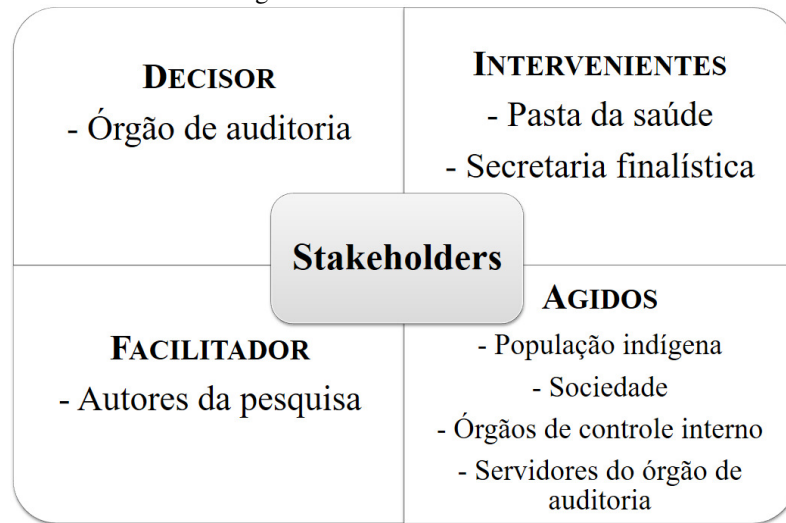 DECISOR
- Órgão de auditoria
INTERVENIENTES
- Pasta da saúde
- Secretaria finalística
Stakeholders
FACILITADOR
- Autores da pesquisa
AGIDOS
- População indígena
- Sociedade
- Órgãos de controle interno
- Servidores do órgão de
auditoria